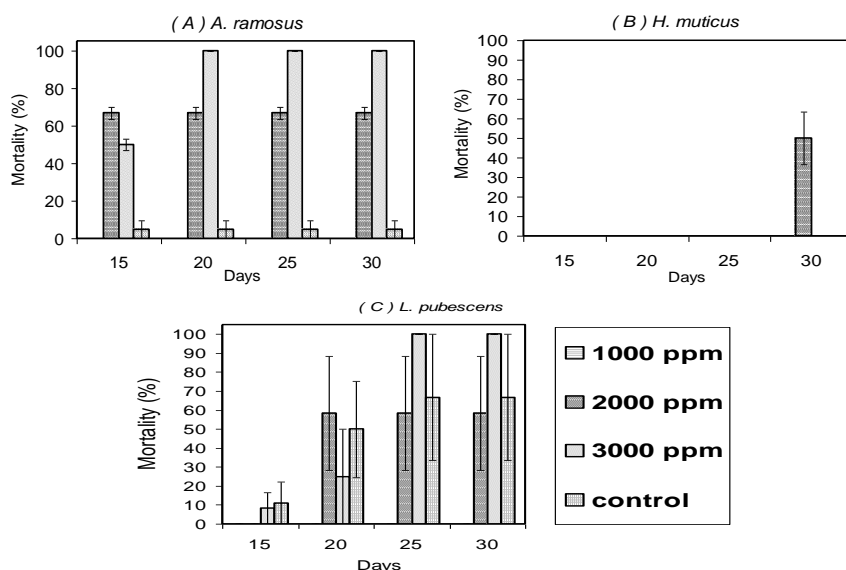 ( A ) A. ramosus
Mortality (%)
100
80
60
40
20
0
15 20 25 30
Days
( B ) H. muticus
Mortality (%)
100
90
80
70
60
50
40
30
20
10
0
15 20 25 30
Days
( C ) L. pubescens
Mortality (%)
100
90
80
70
60
50
40
30
20
10
0
15 20 25 30
Days
1000 ppm
2000 ppm
3000 ppm
control